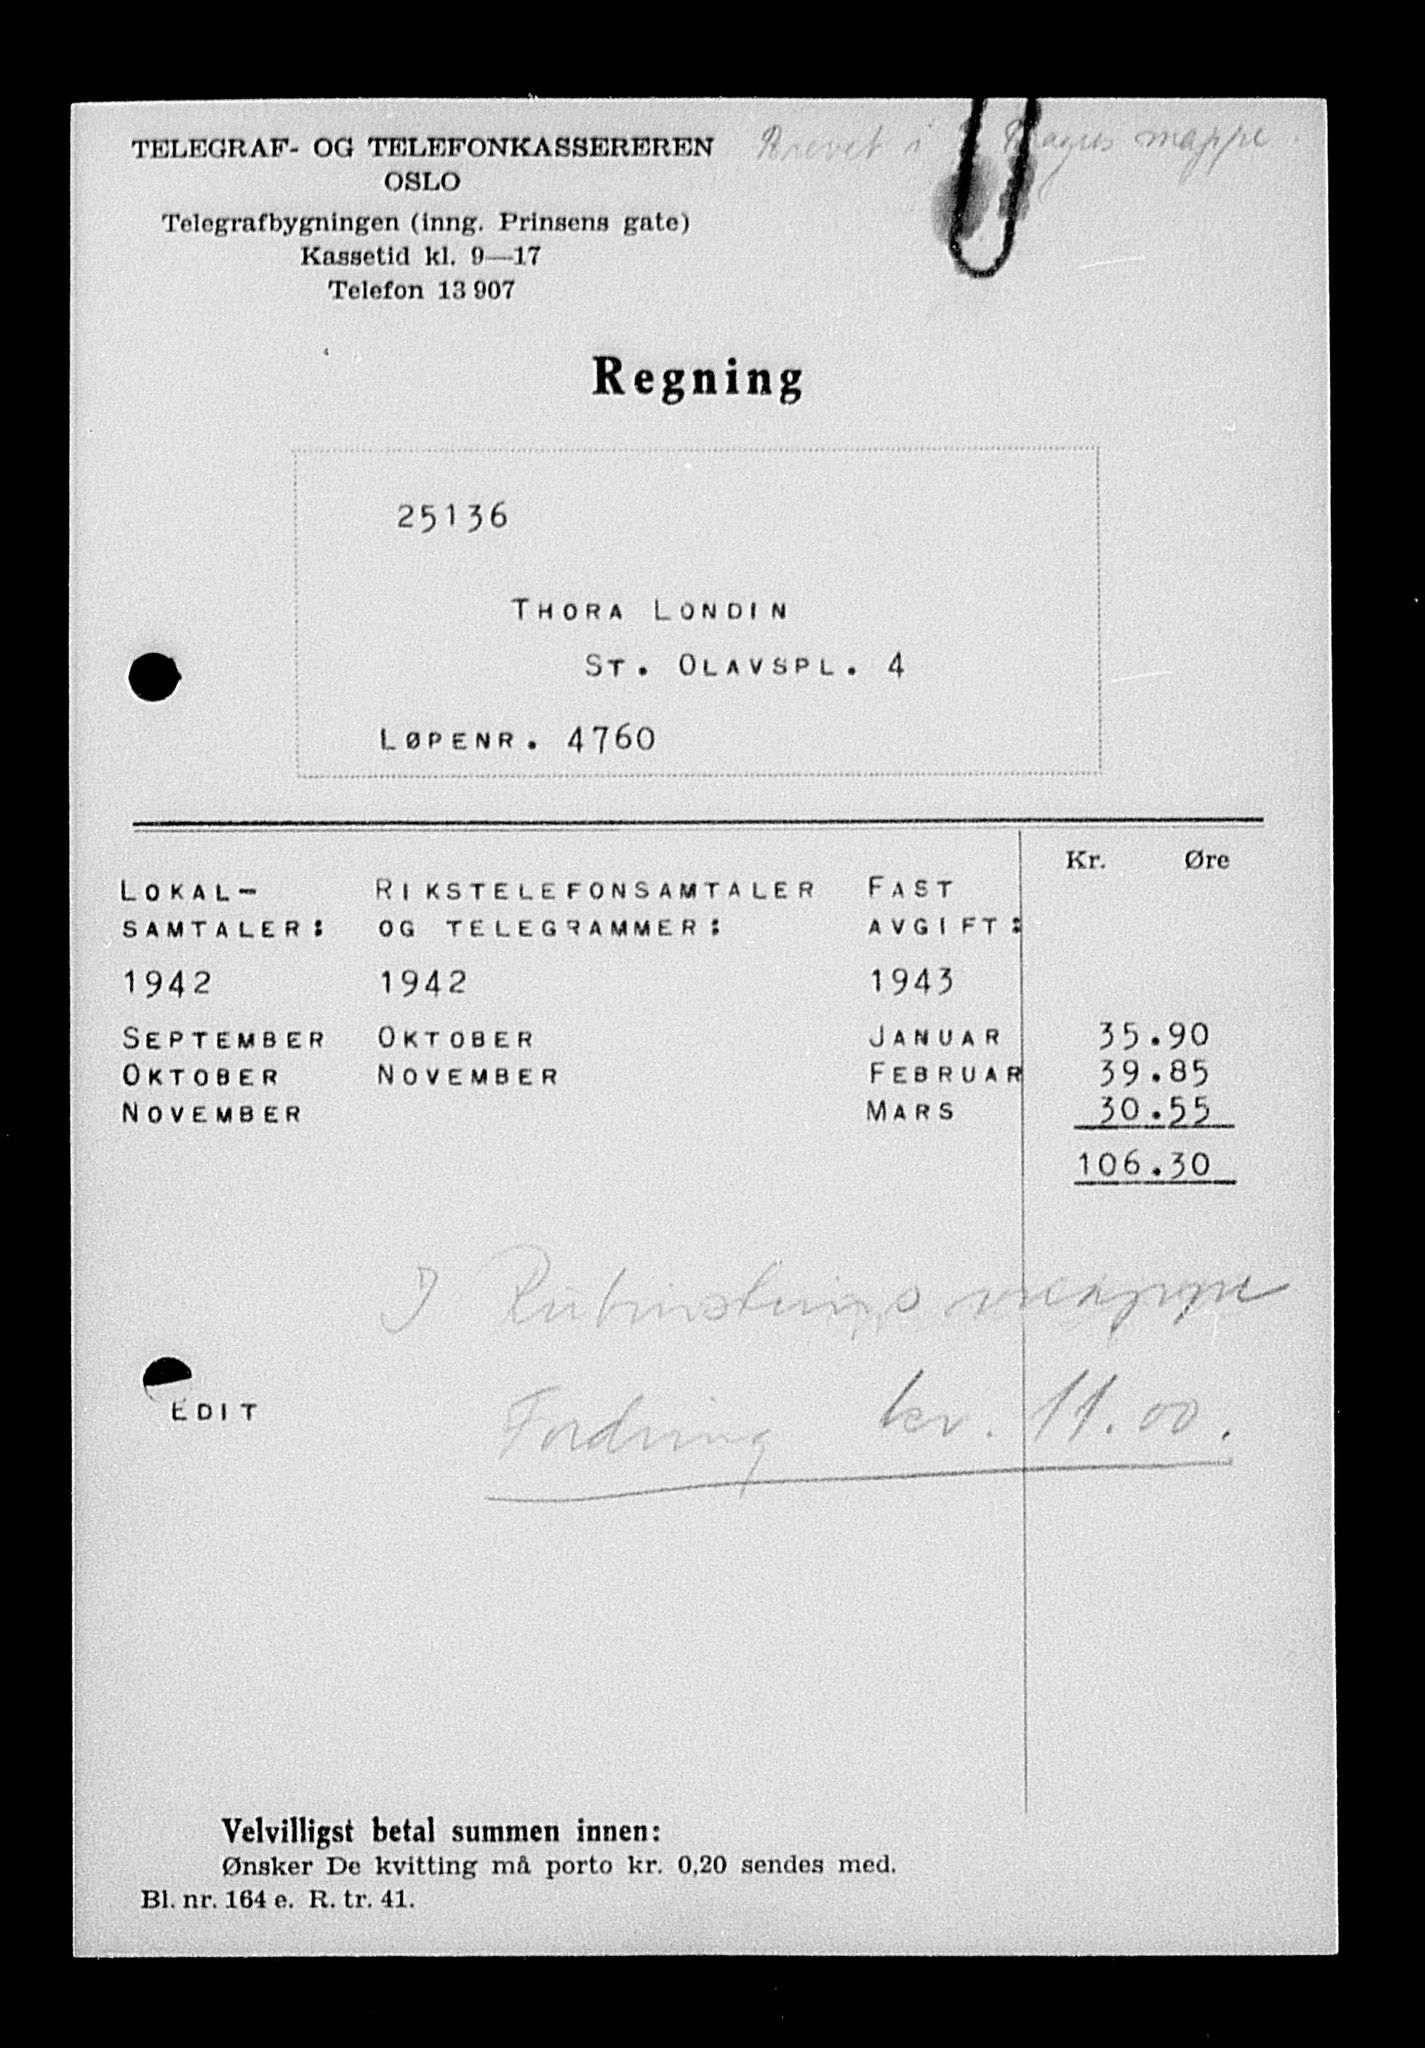 TELEGRAF- OG TELEFONKASSEREREN
OSLO
Telegrafbygningen (inng. Prinsens gate)
Kassetid kl. 9—17
Telefon 13 907
Brevet i mappe.
Regning
25136
THORA LONDIN
ST. OLAVSPL. 4
LØPENR. 4760
Kr. Øre
LOKAL- RIKSTELEFONSAMTALER FAST
SAMTALER: OG TELEGRAMMER: AVGIFT:
1942 1942 1943
SEPTEMBER OKTOBER JANUAR 35.90
OKTOBER NOVEMBER FEBRUAR 39.85
NOVEMBER MARS 30.55
106.30
I mappe
EDIT
Fordring kr. 11.00.
Velvilligst betal summen innen:
Ønsker De kvitting må porto kr. 0,20 sendes med.
Bl. nr. 164 e. R. tr. 41.